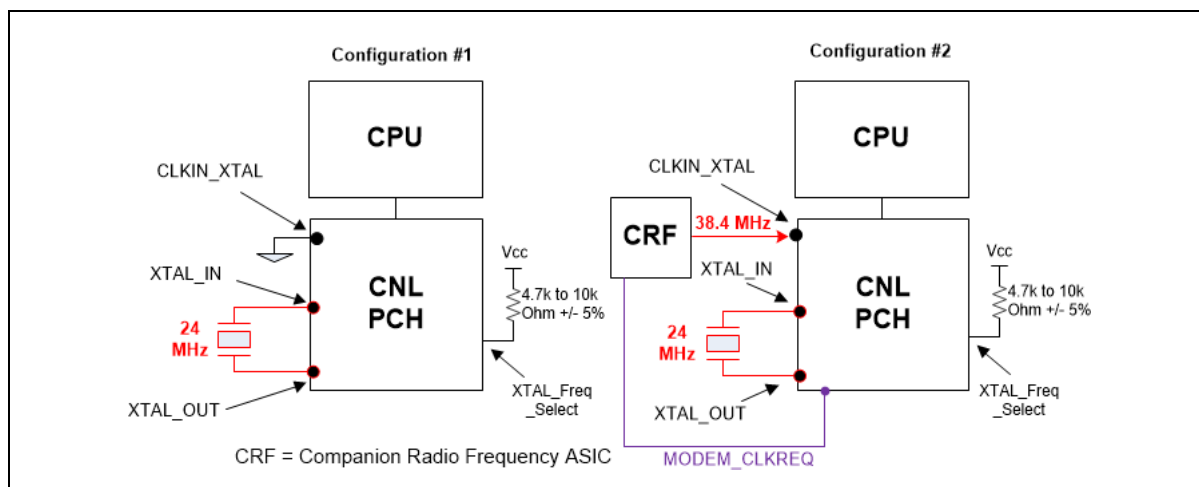 Configuration #1
CPU
CLKIN_XTAL
XTAL_IN
CNL
PCH
Vcc
4.7k to 10k
Ohm +/- 5%
24
MHz
XTAL_OUT
XTAL_Freq
_Select
Configuration #2
CPU
CLKIN_XTAL
CRF
38.4 MHz
XTAL_IN
CNL
PCH
Vcc
4.7k to 10k
Ohm +/- 5%
24
MHz
XTAL_OUT
XTAL_Freq
_Select
MODEM_CLKREQ
CRF = Companion Radio Frequency ASIC